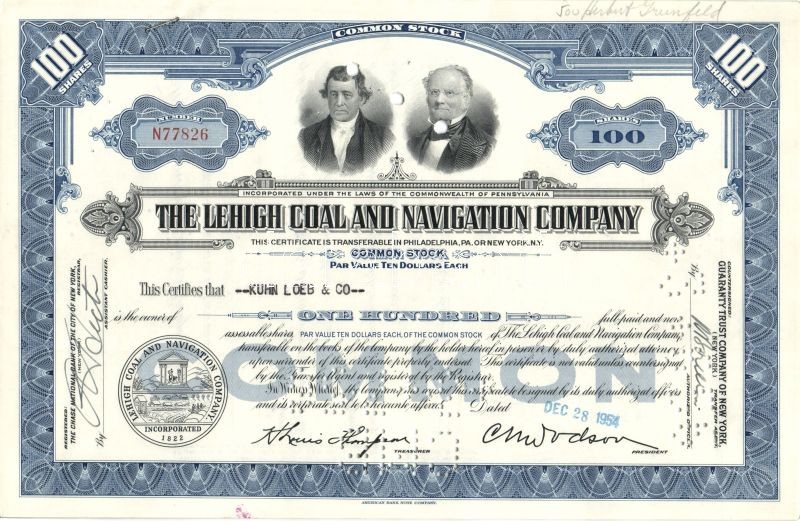 500 Herbert Grunfeld
COMMON STOCK
100 SHARES
100 SHARES
NUMBER
N77826
SHARES
100
INCORPORATED UNDER THE LAWS OF THE COMMONWEALTH OF PENNSYLVANIA
THE LEHIGH COAL AND NAVIGATION COMPANY
THIS CERTIFICATE IS TRANSFERABLE IN PHILADELPHIA, PA. OR NEW YORK, N.Y.
COMMON STOCK
PAR VALUE TEN DOLLARS EACH
This Certifies that --KUHN LOEB & CO--
is the owner of ONE HUNDRED full paid and non-
assessable shares PAR VALUE TEN DOLLARS EACH, OF THE COMMON STOCK of The Lehigh Coal and Navigation Company
transferable on the books of the company by the holder hereof in person or by duly authorized attorney
upon surrender of this certificate properly endorsed. This certificate is not valid unless countersigned
by the Transfer Agent and registered by the Registrar.
In Witness Whereof the Company has caused this certificate to be signed by its duly authorized officers
and its corporate seal to be hereunto affixed. Dated DEC 28 1954
COMMON
LEHIGH COAL AND NAVIGATION COMPANY
INCORPORATED
1822
TREASURER
C M Dodson
PRESIDENT
REGISTERED:
THE CHASE NATIONAL BANK OF THE CITY OF NEW YORK,
(NEW YORK) REGISTRAR,
By
ASSISTANT CASHIER.
COUNTERSIGNED:
GUARANTY TRUST COMPANY OF NEW YORK,
(NEW YORK) TRANSFER AGENT.
By
AUTHORIZED OFFICER.
AMERICAN BANK NOTE COMPANY.